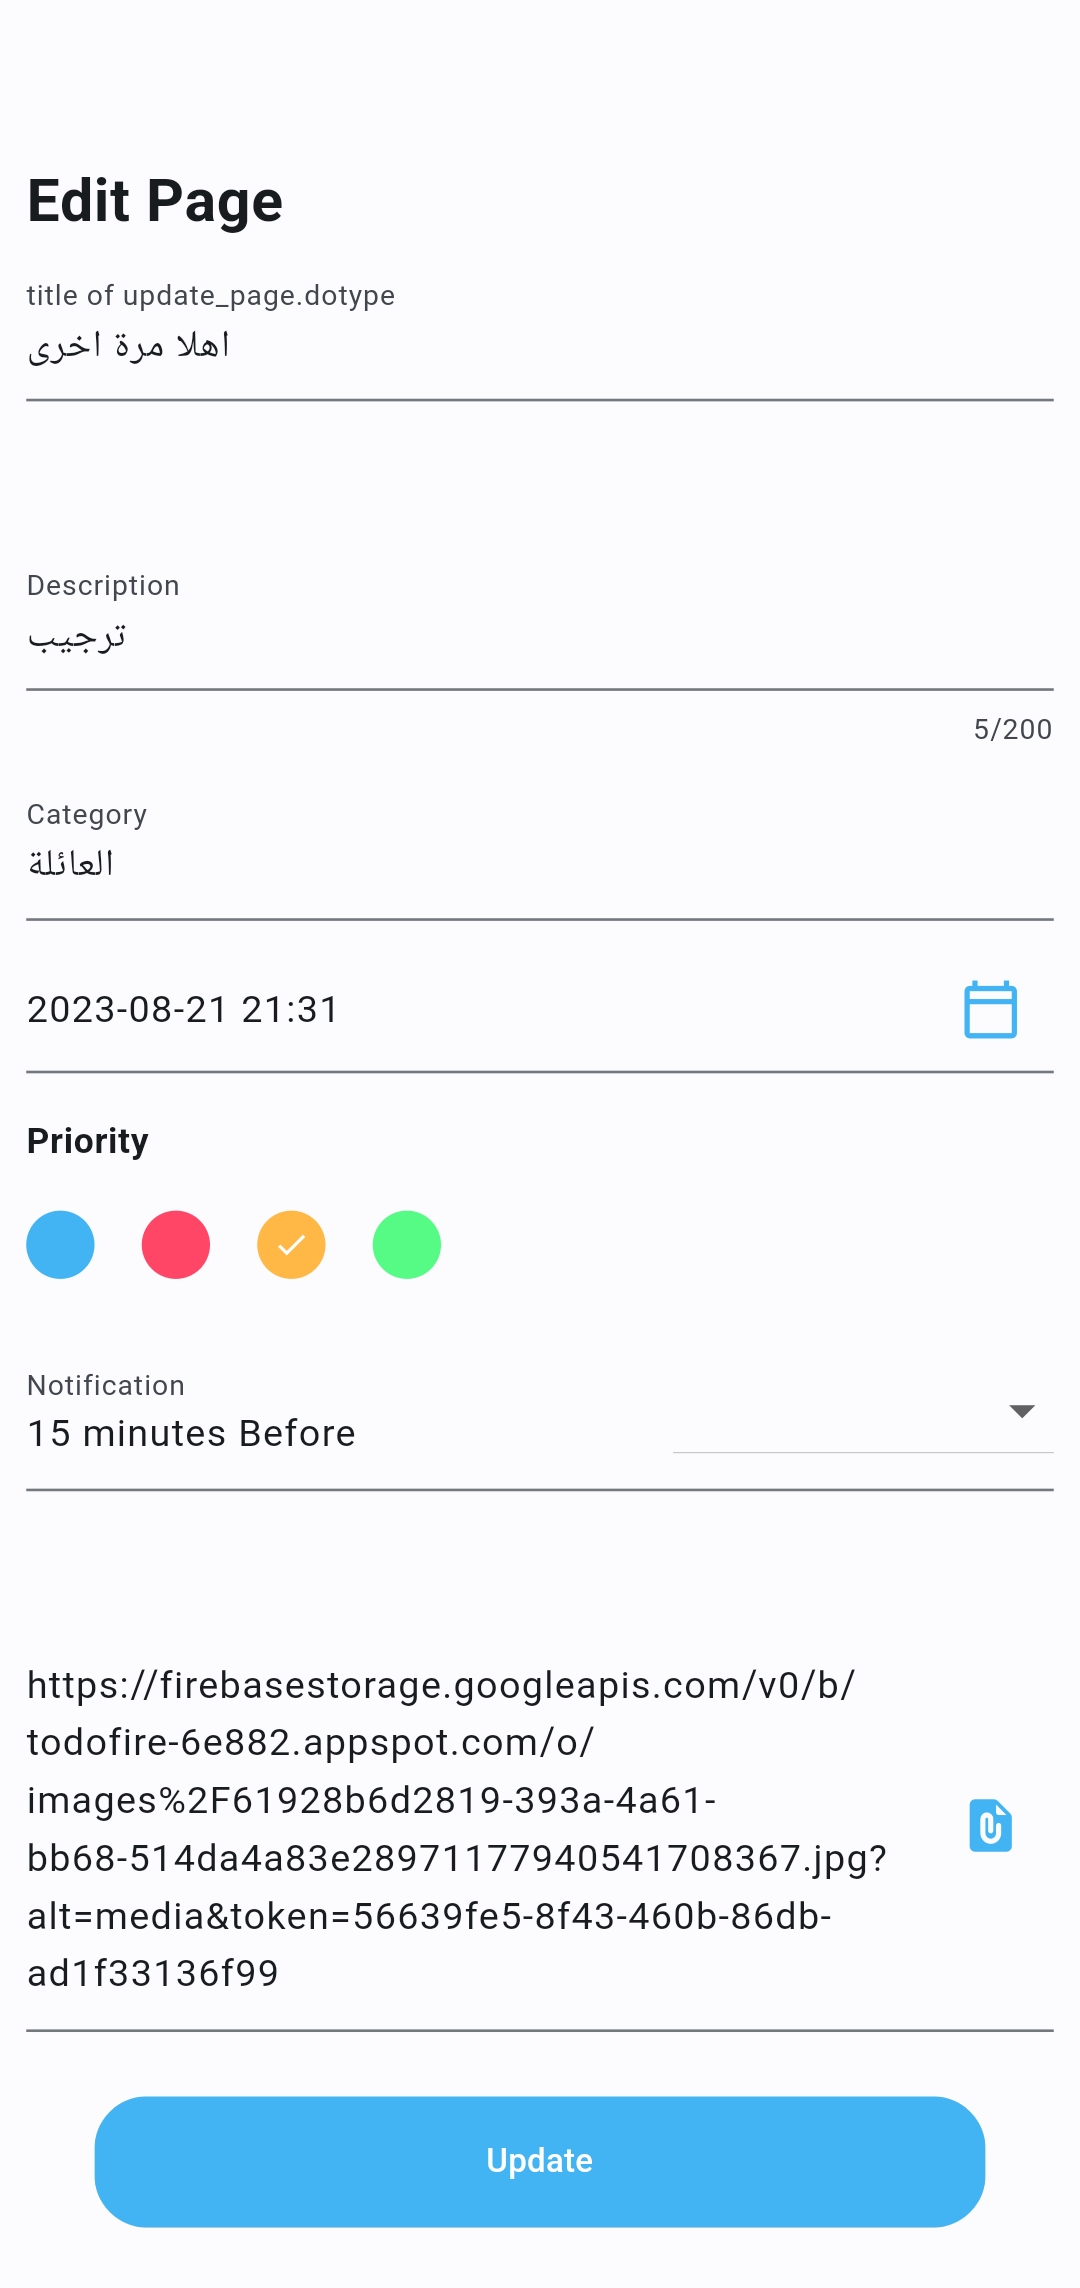 Edit Page
title of update_page.dotype
اهلا مرة اخرى
Description
ترجيب
5/200
Category
العائلة
2023-08-21 21:31
Priority
Notification
15 minutes Before
https://firebasestorage.googleapis.com/v0/b/
todofire-6e882.appspot.com/o/
images%2F61928b6d2819-393a-4a61-
bb68-514da4a83e28971177940541708367.jpg?
alt=media&token=56639fe5-8f43-460b-86db-
ad1f33136f99
Update